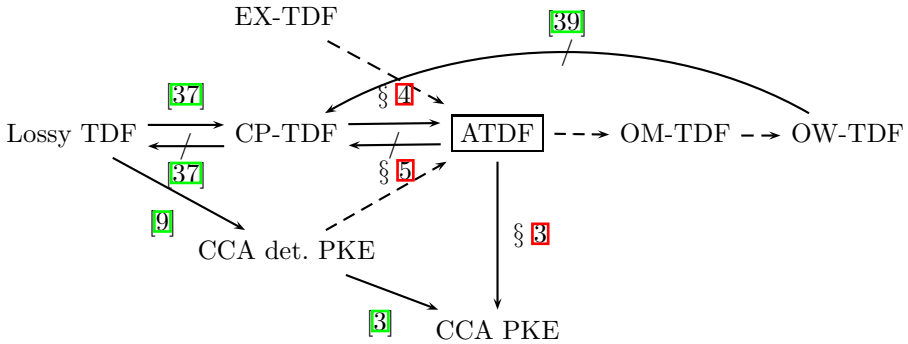 EX-TDF
[39]
[37]
§ 4
Lossy TDF
CP-TDF
ATDF
OM-TDF
OW-TDF
[37]
§ 5
[9]
§ 3
CCA det. PKE
[3]
CCA PKE